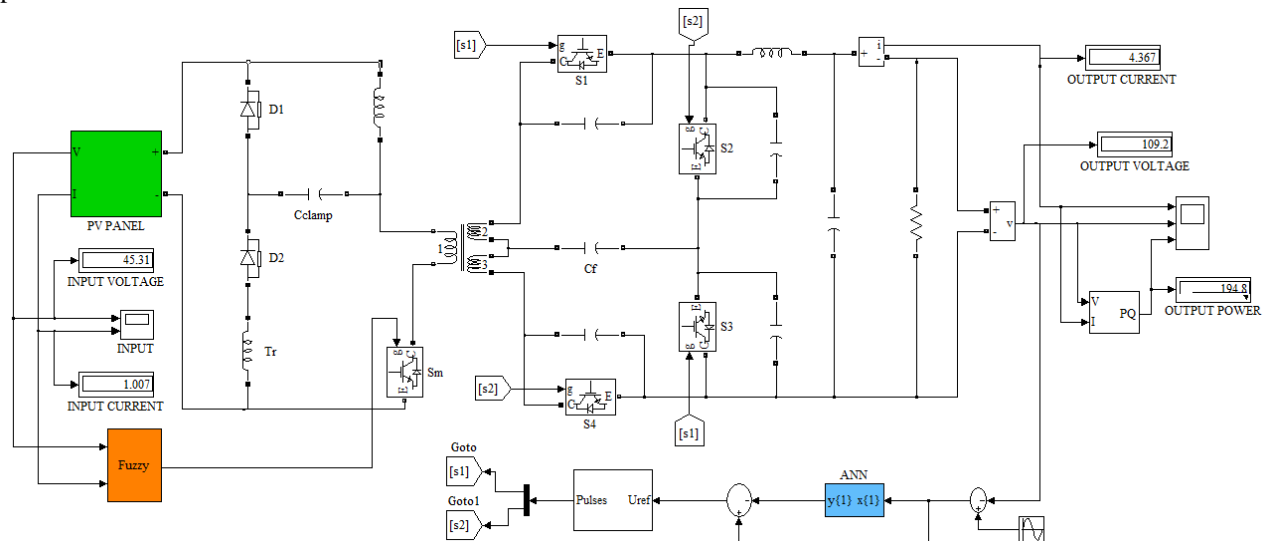 [s2]
[s1]
g
E
C
S1
i
+
-
4.367
OUTPUT CURRENT
D1
g
C
S2
E
109.2
OUTPUT VOLTAGE
V
+
I
-
PV PANEL
Cclamp
+
v
-
1
2
3
Cf
D2
45.31
INPUT VOLTAGE
194.8
OUTPUT POWER
V
I
PQ
INPUT
E
S3
g
C
Tr
g
C
Sm
E
1.007
INPUT CURRENT
[s2]
g
E
C
S4
[s1]
Fuzzy
Goto
[s1]
Goto1
[s2]
Pulses
Uref
-
+
ANN
y{1}
x{1}
-
+